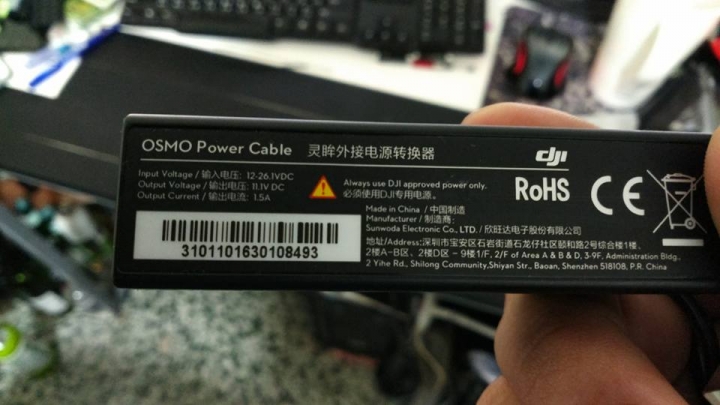 OSMO Power Cable 灵眸外接电源转换器
dji
Input Voltage / 输入电压: 12-26.1VDC
Output Voltage / 输出电压: 11.1V DC
Output Current / 输出电流: 1.5A
Always use DJI approved power only.
必须使用DJI专用电源。
RoHS
CE
3101101630108493
Made in China / 中国制造
Manufacturer / 制造商:
Sunwoda Electronic Co., LTD. / 欣旺达电子股份有限公司
地址/Address:深圳市宝安区石岩街道石龙仔社区颐和路2号综合楼1楼、
2楼A-B区、2楼D区 - 9楼1/F, 2/F of Area A & B & D, 3-9F, Administration Bldg.,
2 Yihe Rd., Shilong Community,Shiyan Str., Baoan, Shenzhen 518108, P.R. China